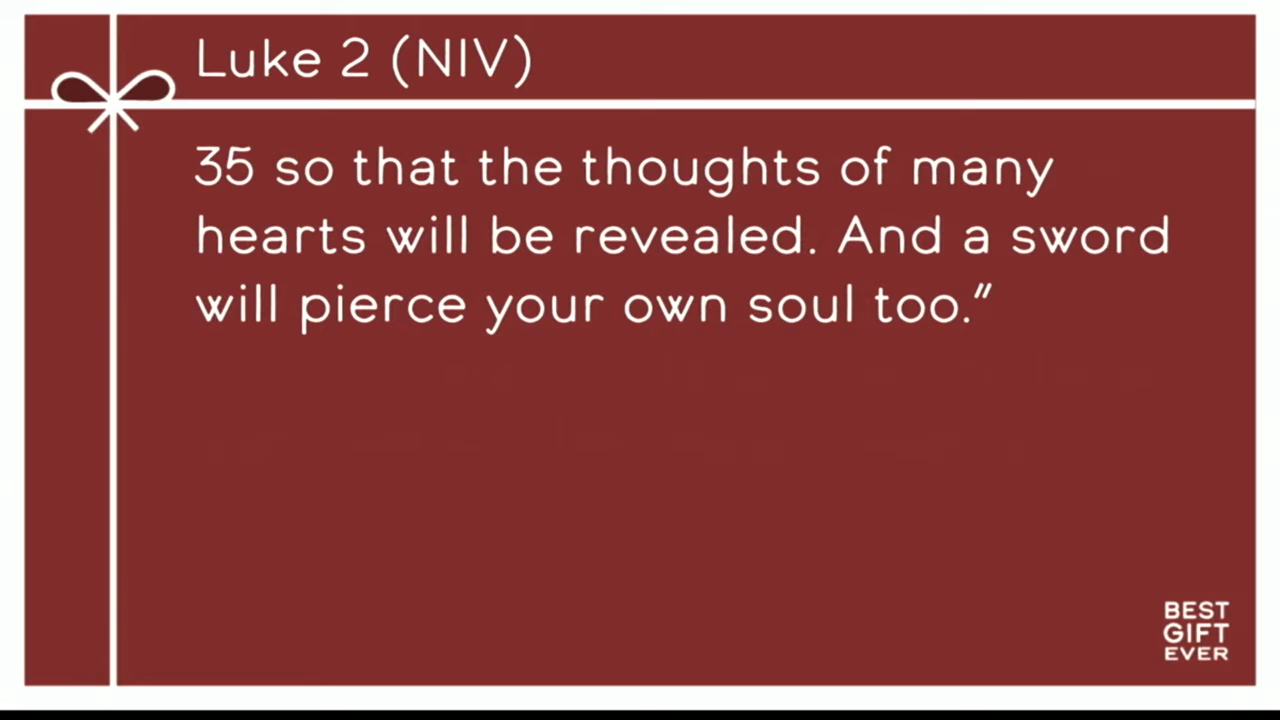 Luke 2 (NIV)
35 so that the thoughts of many
hearts will be revealed. And a sword
will pierce your own soul too.”
BEST
GIFT
EVER